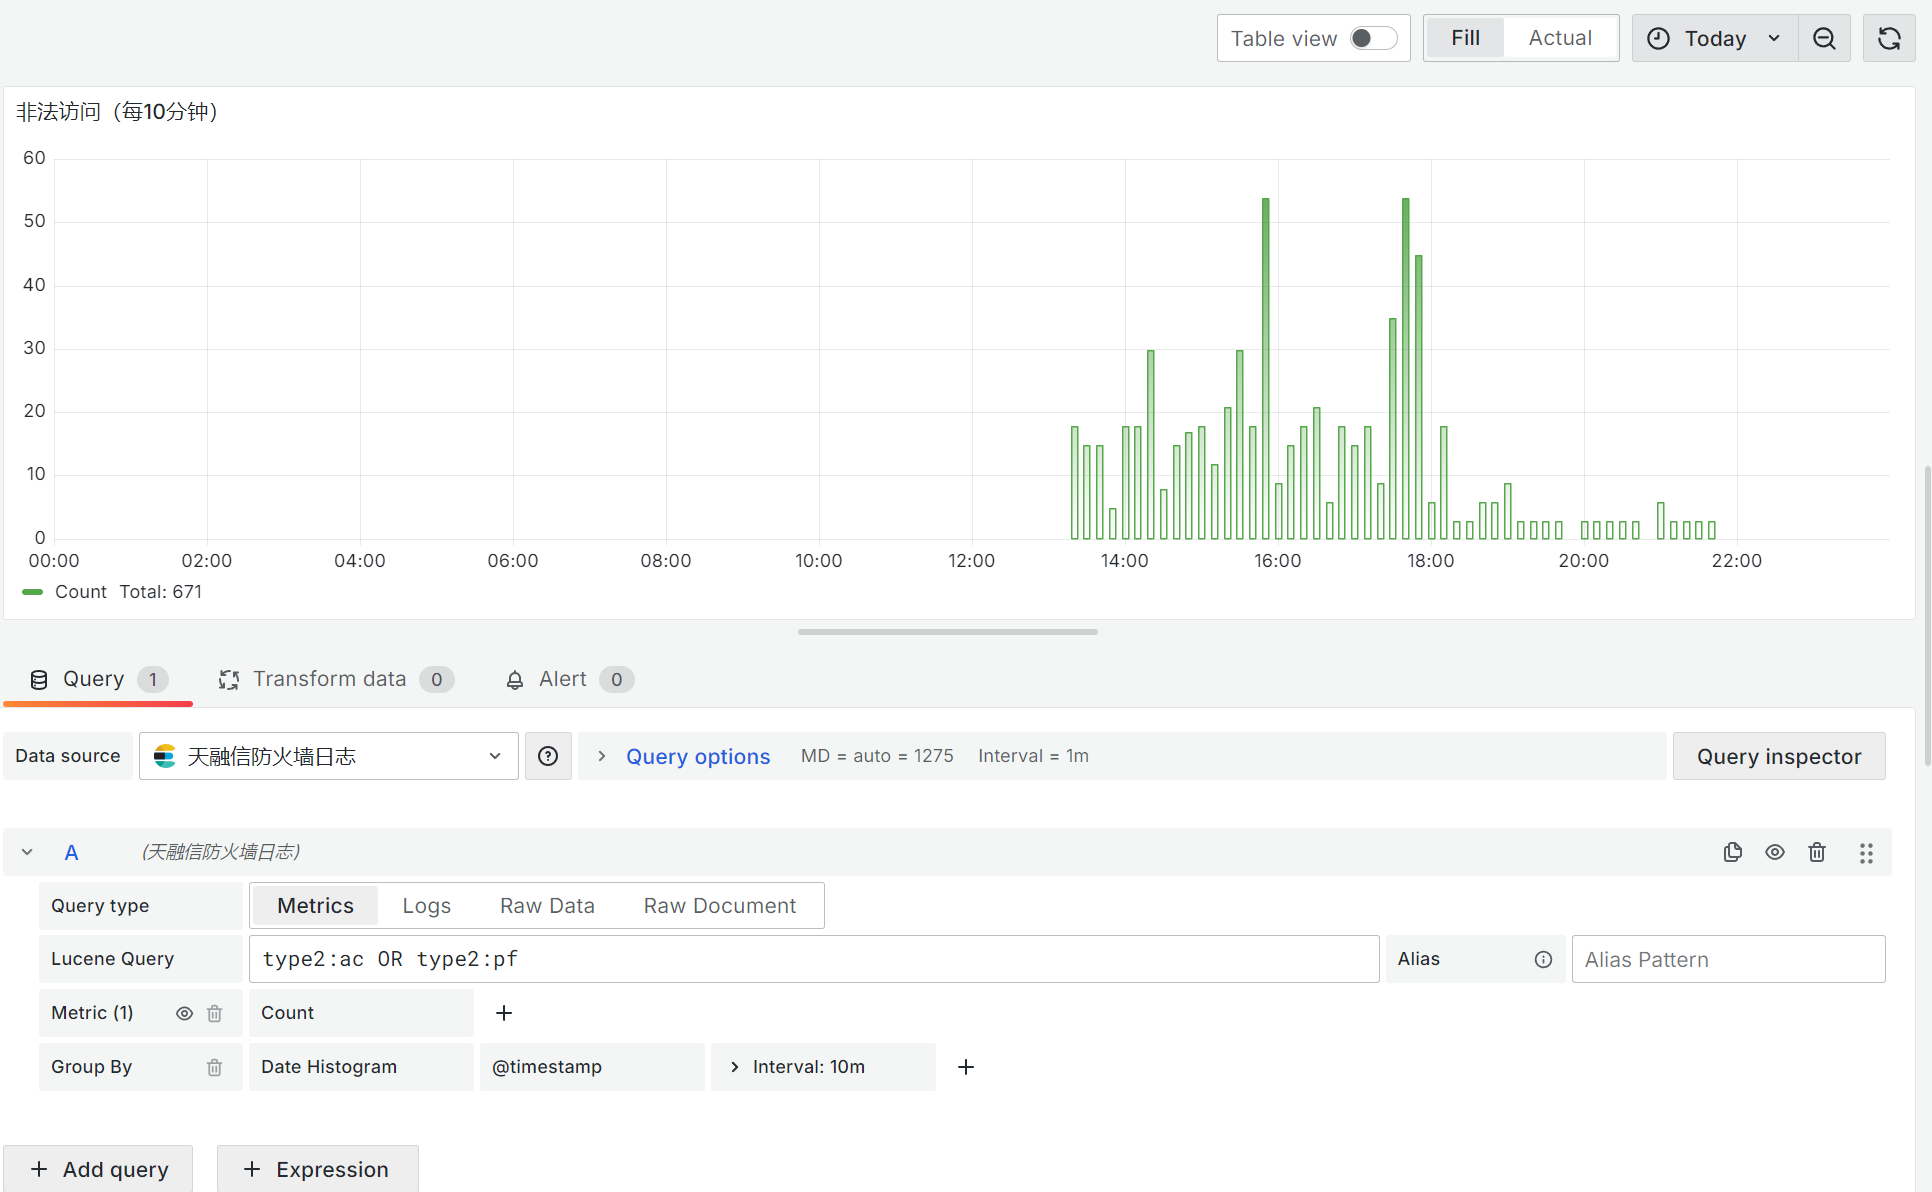 Table view Fill Actual Today
非法访问（每10分钟）
60
50
40
30
20
10
0
00:00 02:00 04:00 06:00 08:00 10:00 12:00 14:00 16:00 18:00 20:00 22:00
Count Total: 671
Query 1 Transform data 0 Alert 0
Data source 天融信防火墙日志 Query options MD = auto = 1275 Interval = 1m Query inspector
A (天融信防火墙日志)
Query type Metrics Logs Raw Data Raw Document
Lucene Query type2:ac OR type2:pf Alias Alias Pattern
Metric (1) Count +
Group By Date Histogram @timestamp > Interval: 10m +
+ Add query + Expression